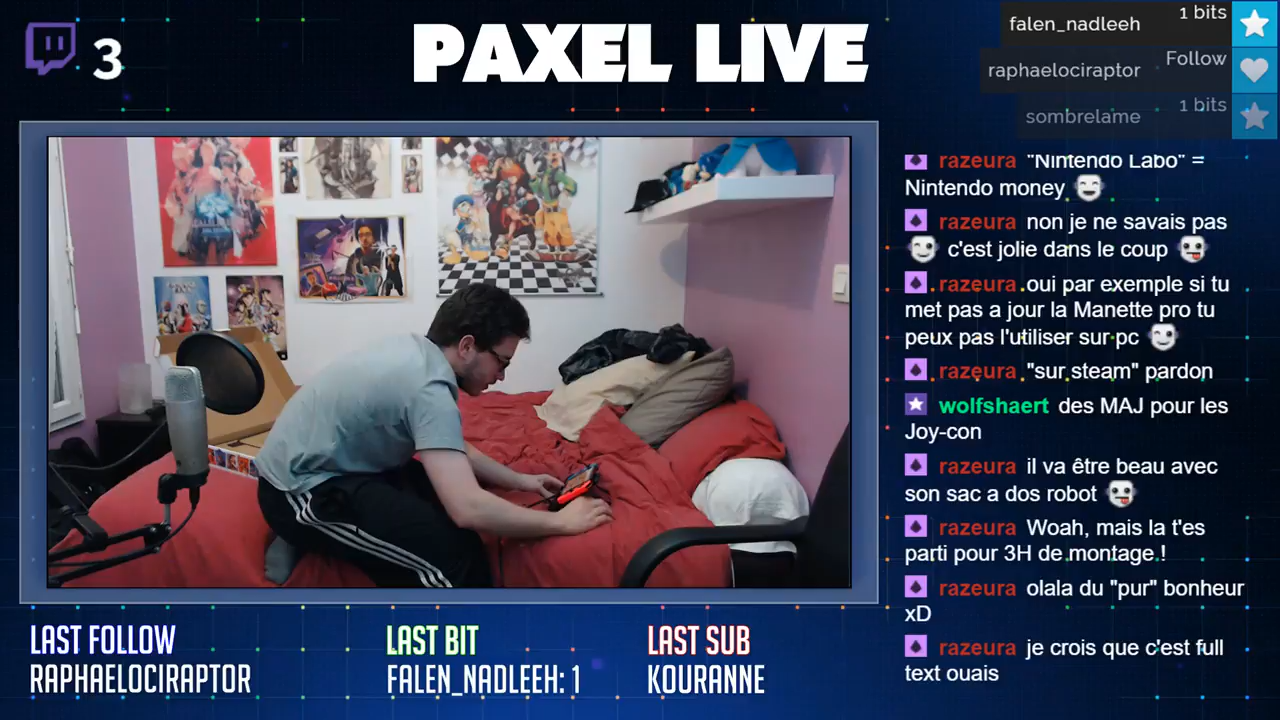 3
PAXEL LIVE
falen_nadleeh 1 bits
raphaelociraptor Follow
sombrelame 1 bits
razeura "Nintendo Labo" =
Nintendo money
razeura non je ne savais pas
c'est jolie dans le coup
razeura oui par exemple si tu
met pas a jour la Manette pro tu
peux pas l'utiliser sur pc
razeura "sur steam" pardon
wolfshaert des MAJ pour les
Joy-con
razeura il va être beau avec
son sac a dos robot
razeura Woah, mais la t'es
parti pour 3H de montage !
razeura olala du "pur" bonheur
xD
razeura je crois que c'est full
text ouais
LAST FOLLOW
RAPHAELOCIRAPTOR
LAST BIT
FALEN_NADLEEH: 1
LAST SUB
KOURANNE